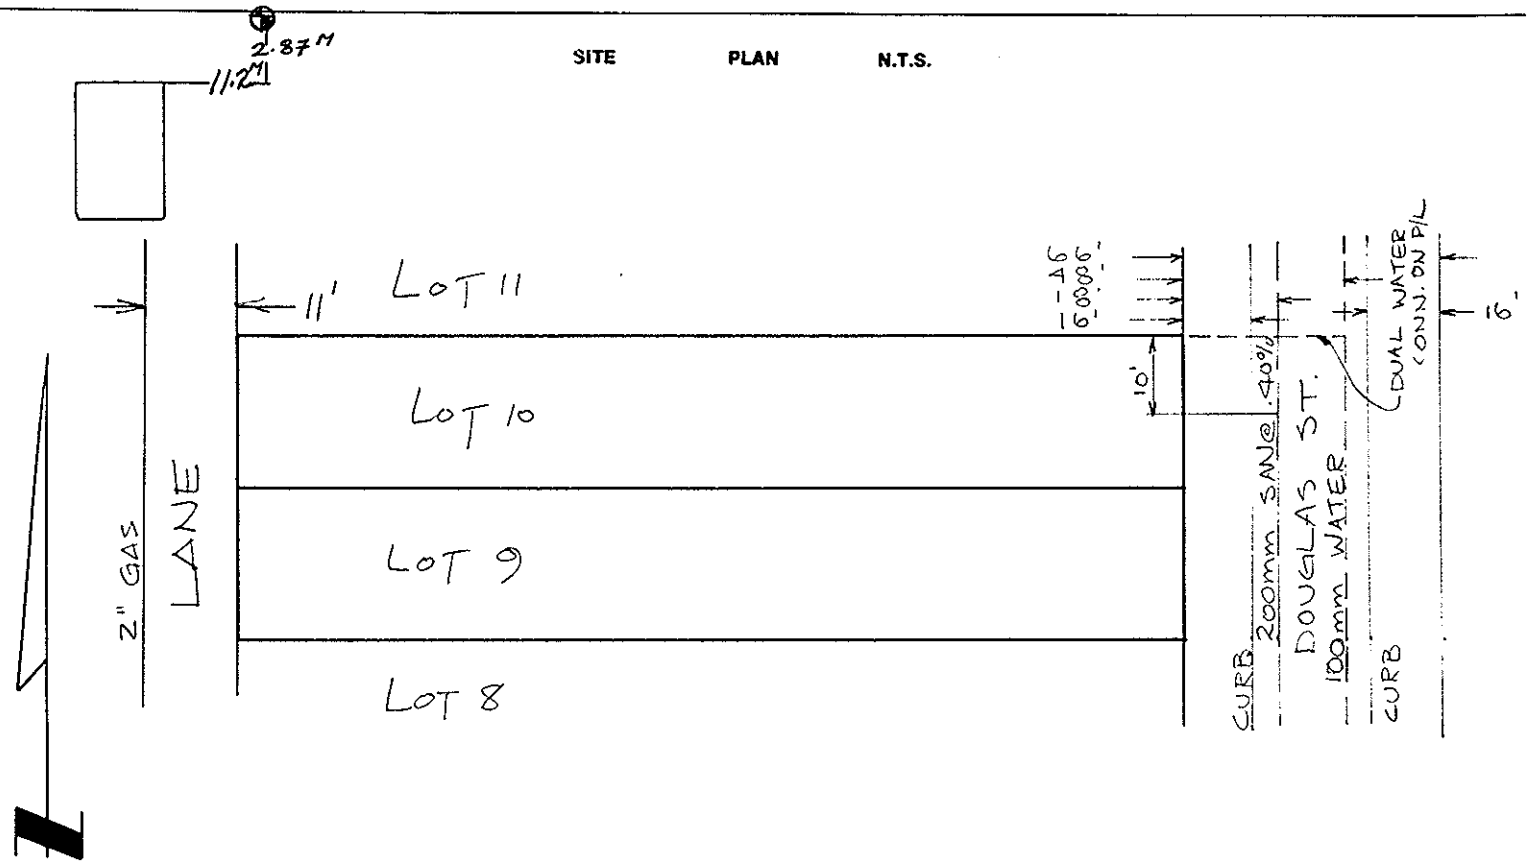 SITE PLAN N.T.S.
2.87 M
11.2M
11'
LOT 11
16'
DUAL WATER
CONN. ON P/L
10'
LOT 10
LOT 9
LOT 8
2" GAS
LANE
CURB
200mm SAN@ .40%
DOUGLAS ST.
100mm WATER
CURB